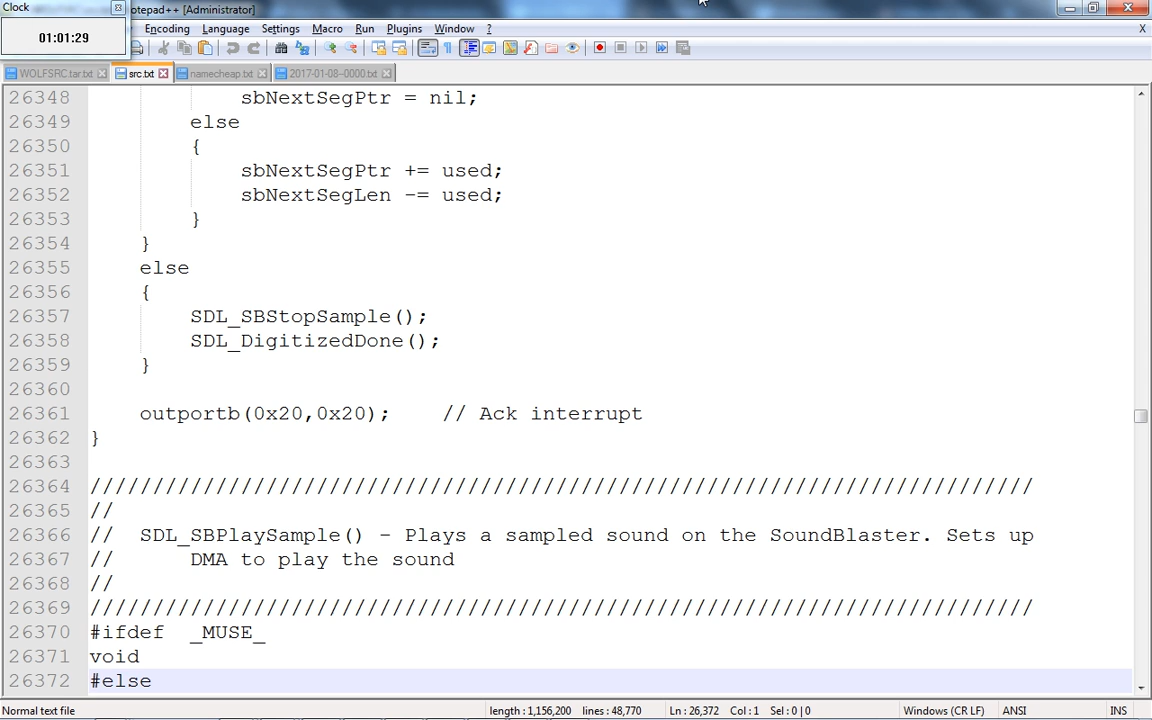 Clock
otepad++ [Administrator]
01:01:29
Encoding Language Settings Macro Run Plugins Window ? X
WOLFSRC.tar.txt src.txt namecheap.txt 2017-01-08--0000.txt
26348 sbNextSegPtr = nil;
26349 else
26350 {
26351 sbNextSegPtr += used;
26352 sbNextSegLen -= used;
26353 }
26354 }
26355 else
26356 {
26357 SDL_SBStopSample();
26358 SDL_DigitizedDone();
26359 }
26360
26361 outportb(0x20,0x20); // Ack interrupt
26362 }
26363
26364 ///////////////////////////////////////////////////////////////////////////
26365 //
26366 // SDL_SBPlaySample() - Plays a sampled sound on the SoundBlaster. Sets up
26367 // DMA to play the sound
26368 //
26369 ///////////////////////////////////////////////////////////////////////////
26370 #ifdef _MUSE_
26371 void
26372 #else
Normal text file length : 1,156,200 lines : 48,770 Ln : 26,372 Col : 1 Sel : 0 | 0 Windows (CR LF) ANSI INS